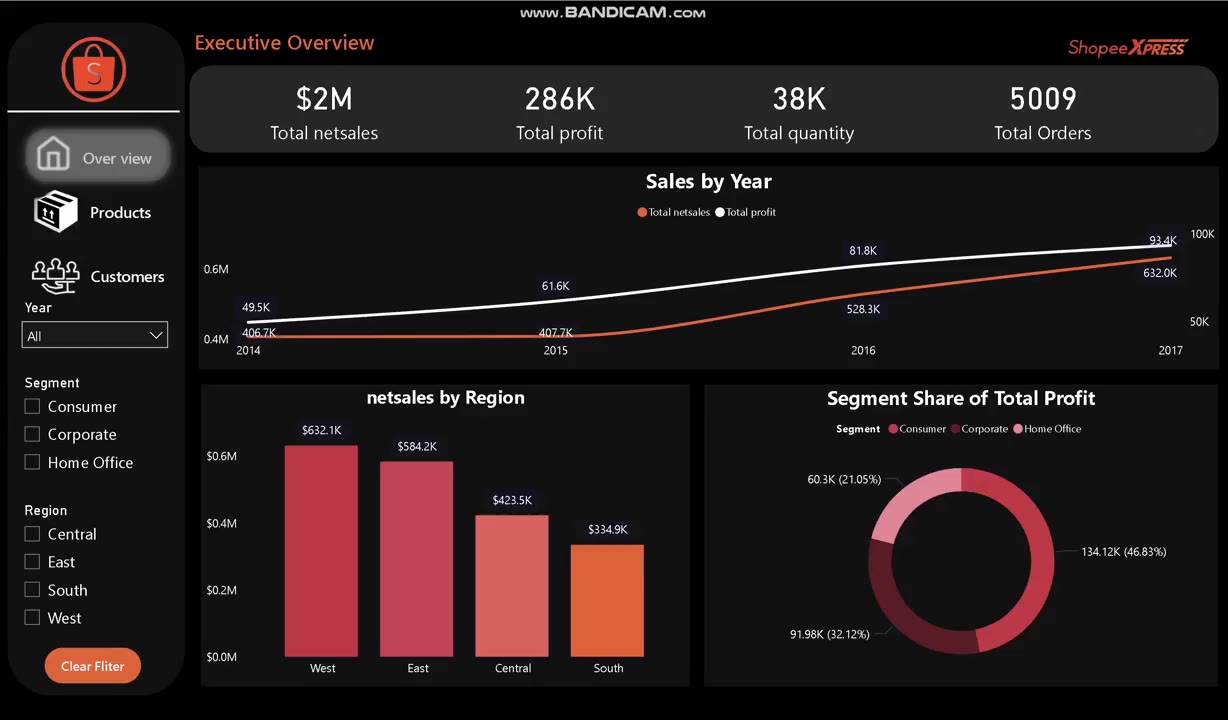 www.BANDICAM.com
Executive Overview
ShopeeXPRESS
S
$2M
Total netsales
286K
Total profit
38K
Total quantity
5009
Total Orders
Over view
Products
Customers
Year
All
Segment
Consumer
Corporate
Home Office
Region
Central
East
South
West
Clear Fliter
Sales by Year
Total netsales Total profit
0.6M
0.4M
100K
50K
49.5K
61.6K
81.8K
93.4K
406.7K
407.7K
528.3K
632.0K
2014 2015 2016 2017
netsales by Region
$0.6M
$0.4M
$0.2M
$0.0M
$632.1K
$584.2K
$423.5K
$334.9K
West East Central South
Segment Share of Total Profit
Segment Consumer Corporate Home Office
60.3K (21.05%)
134.12K (46.83%)
91.98K (32.12%)